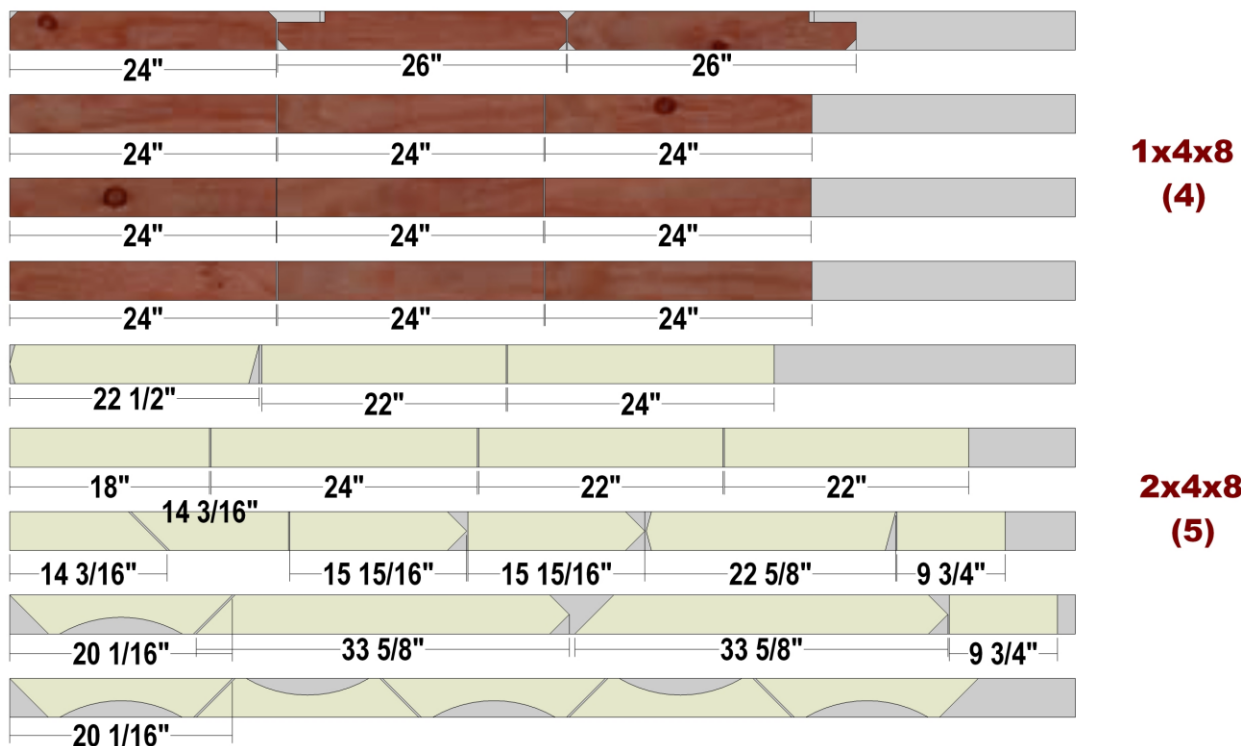 24" 26" 26"
24" 24" 24"
1x4x8
(4)
24" 24" 24"
24" 24" 24"
22 1/2" 22" 24"
18" 24" 22" 22"
2x4x8
(5)
14 3/16"
14 3/16" 15 15/16" 15 15/16" 22 5/8" 9 3/4"
20 1/16" 33 5/8" 33 5/8" 9 3/4"
20 1/16"